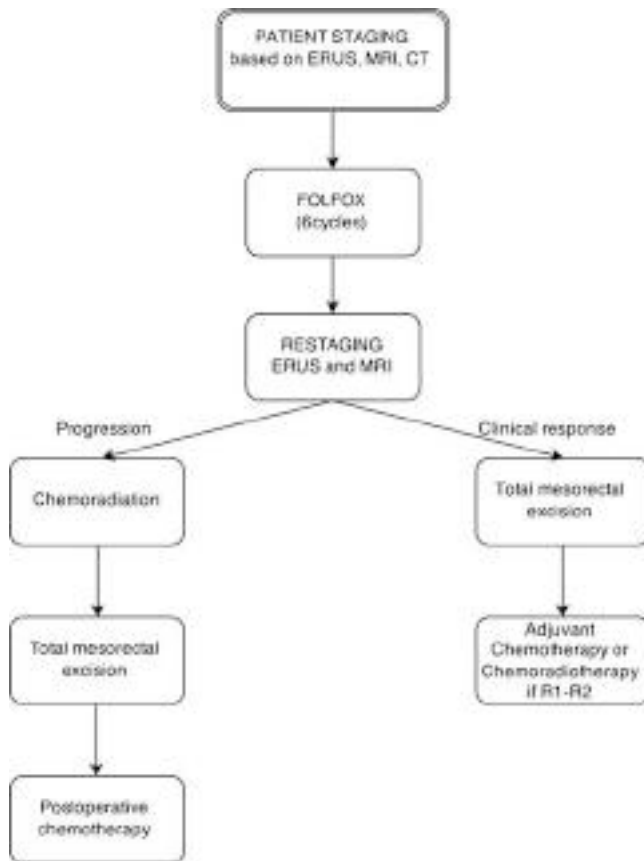 PATIENT STAGING
based on ERUS, MRI, CT
FOLFOX
(6cycles)
RESTAGING
ERUS and MRI
Progression
Clinical response
Chemoradiation
Total mesorectal
excision
Total mesorectal
excision
Adjuvant
Chemotherapy or
Chemoradiotherapy
if R1-R2
Postoperative
chemotherapy